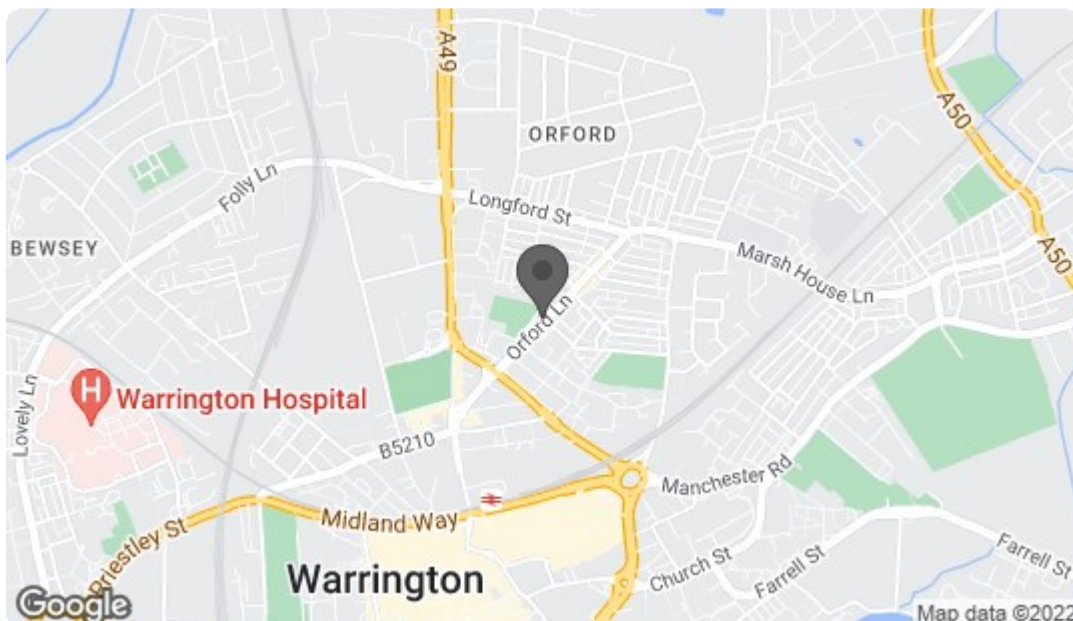 A49
ORFORD
A50
Folly Ln
Longford St
BEWSEY
Marsh House Ln
A50
Orford Ln
H
Warrington Hospital
Lovely Ln
B5210
Manchester Rd
Midland Way
Priestley St
Church St
Farrell St
Farrell St
Warrington
Google
Map data ©2022